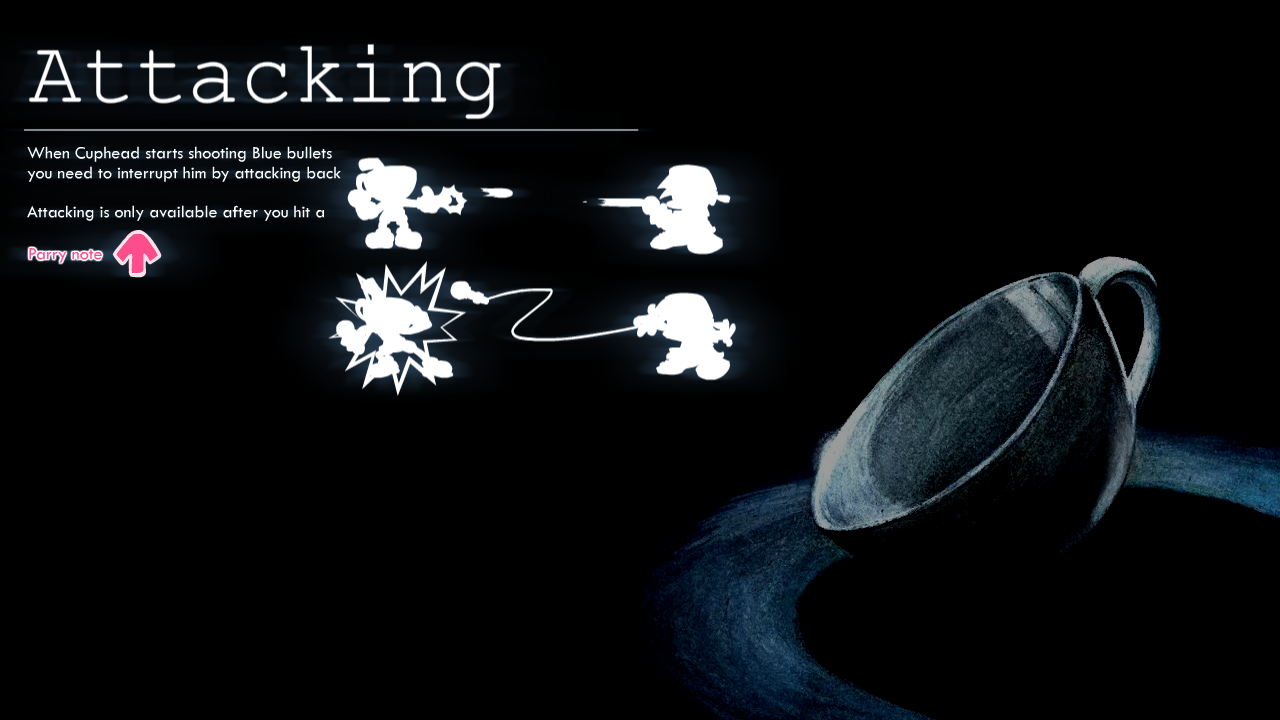 Attacking
When Cuphead starts shooting Blue bullets
you need to interrupt him by attacking back
Attacking is only available after you hit a
Parry note